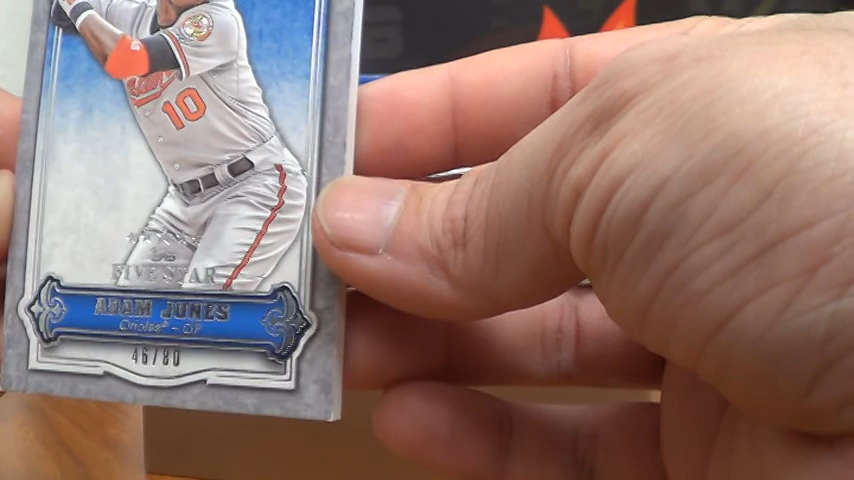 10
FIVE STAR
ADAM JONES
Orioles® - OF
46/80